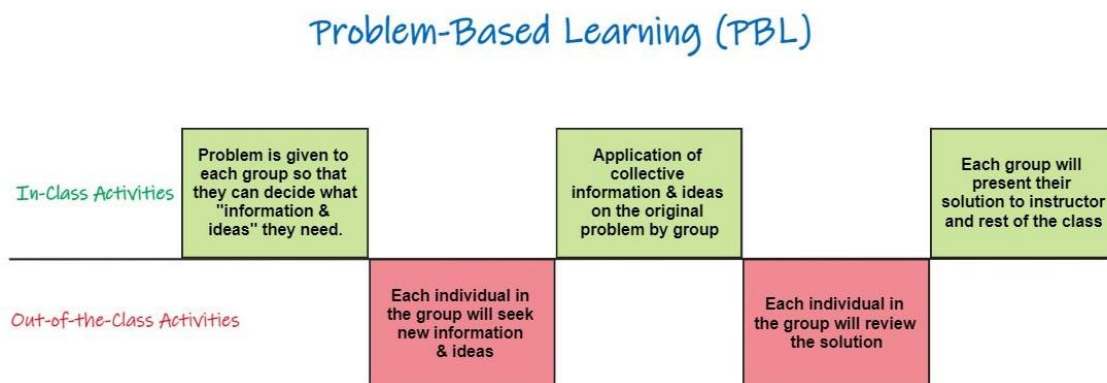 Problem-Based Learning (PBL)
In-Class Activities
Problem is given to
each group so that
they can decide what
"information &
ideas" they need.
Application of
collective
information & ideas
on the original
problem by group
Each group will
present their
solution to instructor
and rest of the class
Out-of-the-Class Activities
Each individual in
the group will seek
new information
& ideas
Each individual in
the group will review
the solution